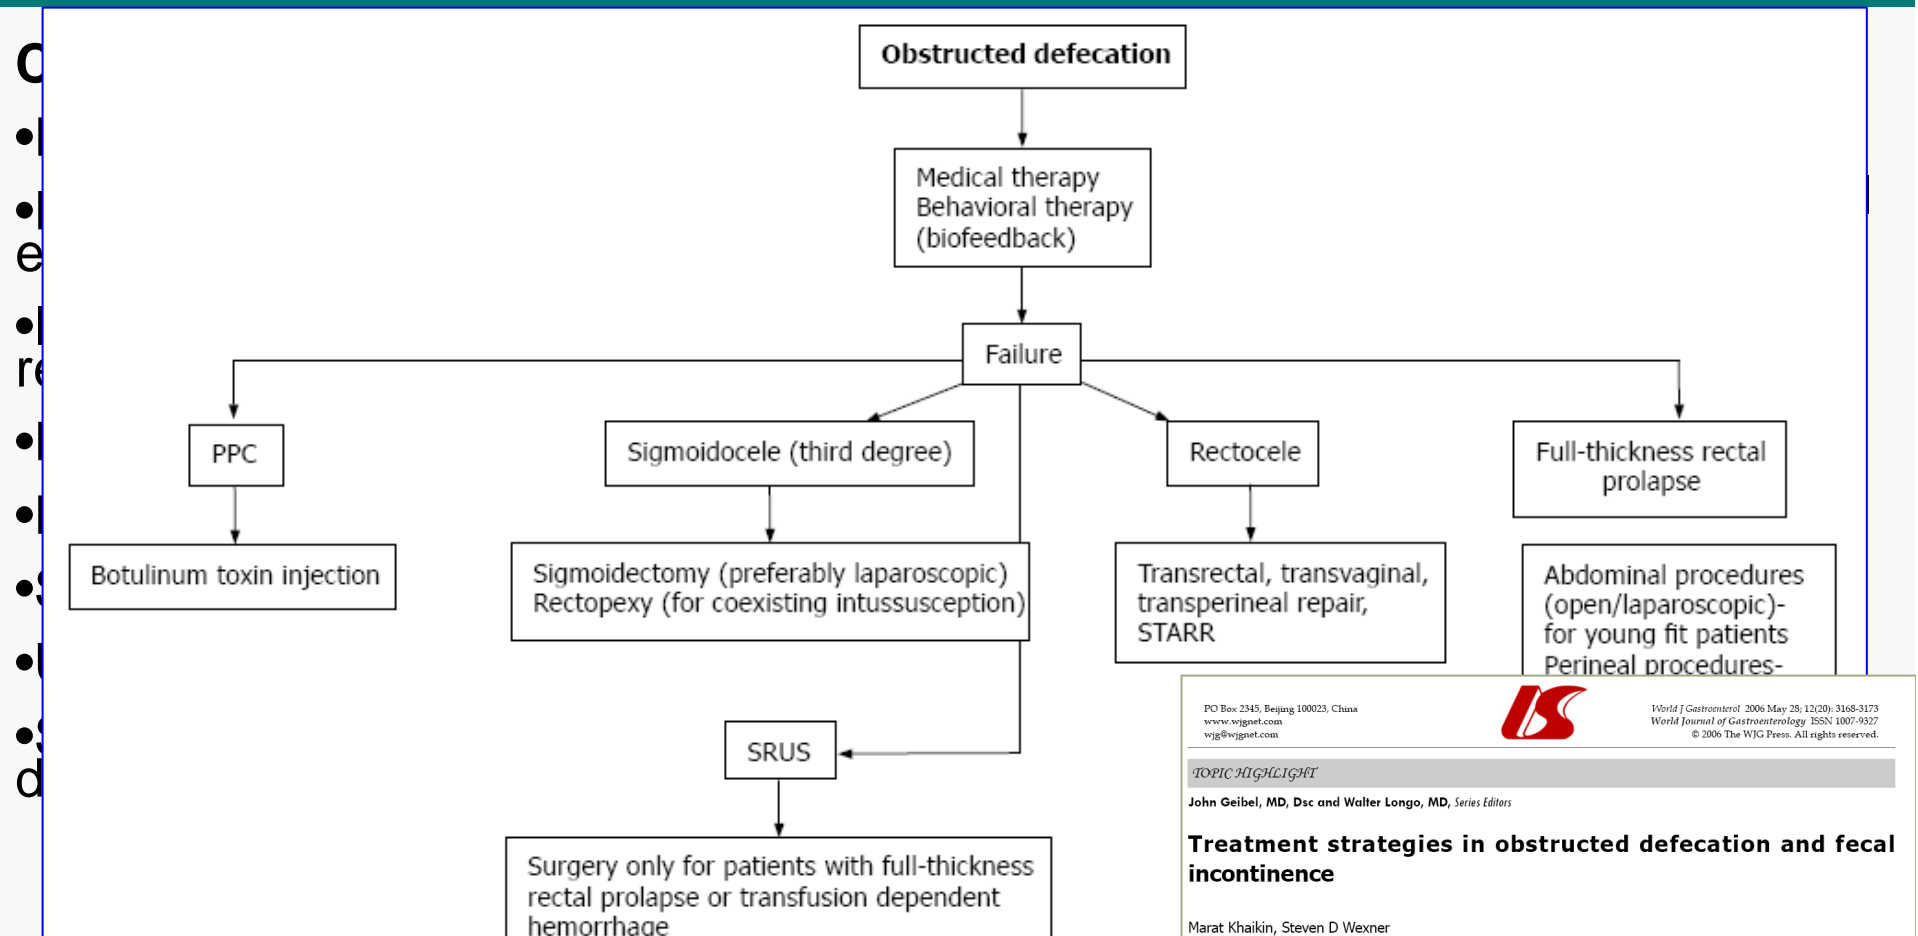 Obstructed defecation
Medical therapy
Behavioral therapy
(biofeedback)
Failure
PPC
Sigmoidocele (third degree)
Rectocele
Full-thickness rectal
prolapse
Botulinum toxin injection
Sigmoidectomy (preferably laparoscopic)
Rectopexy (for coexisting intussusception)
Transrectal, transvaginal,
transperineal repair,
STARR
Abdominal procedures
(open/laparoscopic)-
for young fit patients
Perineal procedures-
SRUS
Surgery only for patients with full-thickness
rectal prolapse or transfusion dependent
hemorrhage
PO Box 2345, Beijing 100023, China
www.wjgnet.com
wjg@wjgnet.com
World J Gastroenterol 2006 May 28; 12(20): 3168-3173
World Journal of Gastroenterology ISSN 1007-9327
© 2006 The WJG Press. All rights reserved.
TOPIC HIGHLIGHT
John Geibel, MD, Dsc and Walter Longo, MD, Series Editors
Treatment strategies in obstructed defecation and fecal
incontinence
Marat Khaikin, Steven D Wexner